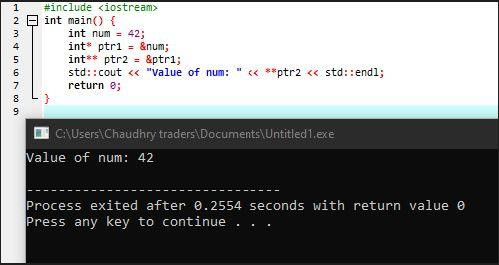 1 #include <iostream>
2 int main() {
3 int num = 42;
4 int* ptr1 = &num;
5 int** ptr2 = &ptr1;
6 std::cout << "Value of num: " << **ptr2 << std::endl;
7 return 0;
8 }
9
C:\Users\Chaudhry traders\Documents\Untitled1.exe
Value of num: 42
--------------------------------
Process exited after 0.2554 seconds with return value 0
Press any key to continue . . .